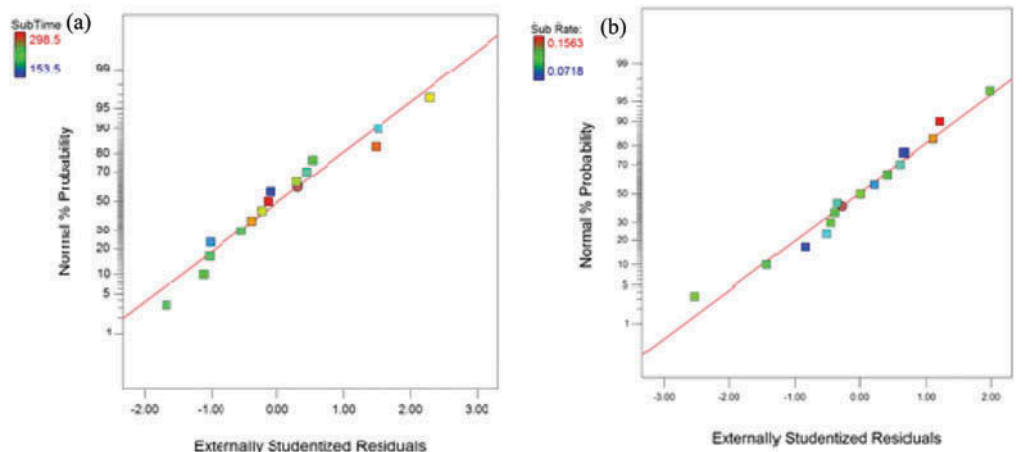 SubTime
298.5
153.5
(a)
Normal % Probability
99
95
90
80
70
50
30
20
10
5
1
-2.00 -1.00 0.00 1.00 2.00 3.00
Externally Studentized Residuals
Sub Rate:
0.1563
0.0718
(b)
Normal % Probability
99
95
90
80
70
50
30
20
10
5
1
-3.00 -2.00 -1.00 0.00 1.00 2.00
Externally Studentized Residuals